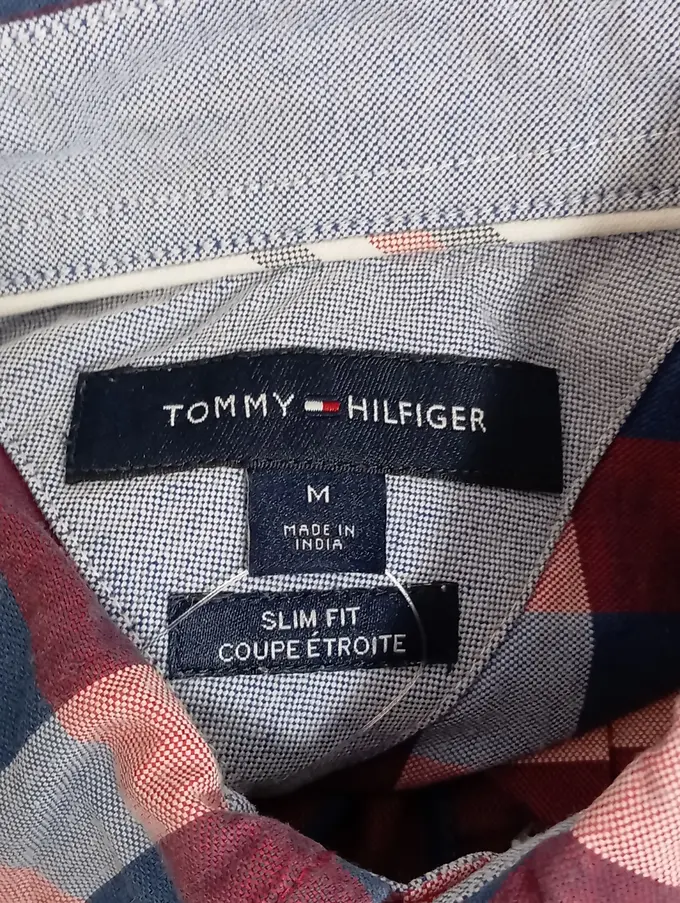 TOMMY HILFIGER
M
MADE IN
INDIA
SLIM FIT
COUPE ÉTROITE